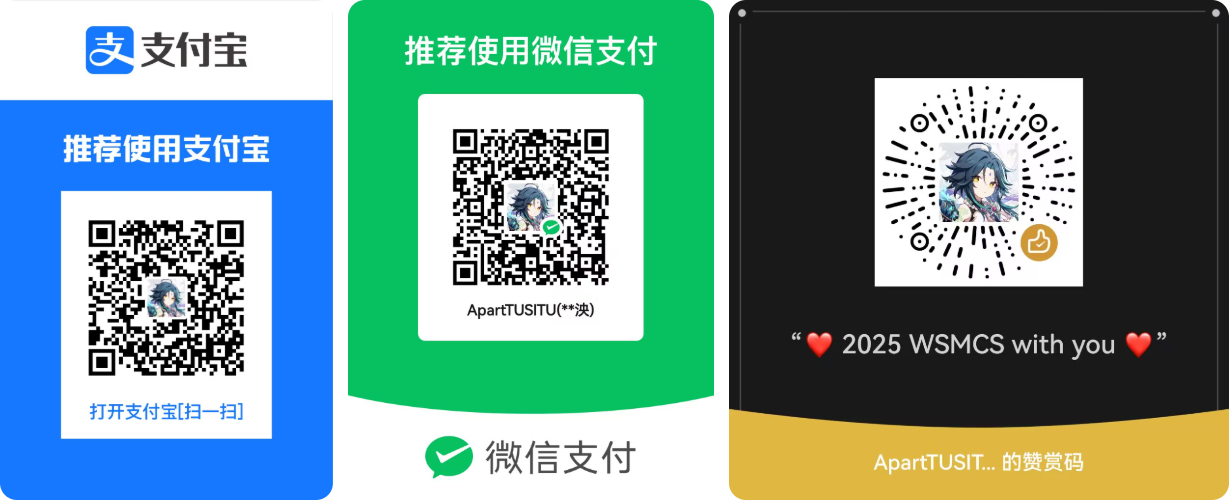 支付宝
推荐使用支付宝
打开支付宝[扫一扫]
推荐使用微信支付
ApartTUSITU(**泱)
微信支付
“❤️ 2025 WSMCS with you ❤️”
ApartTUSIT... 的赞赏码